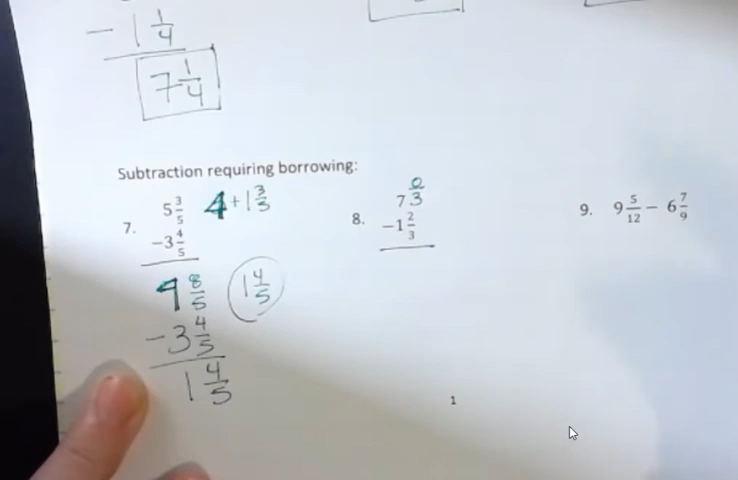 - 1 1/4
7 1/4
Subtraction requiring borrowing:
7. 5 3/5 4 + 1 3/5
-3 4/5
4 8/5 1 4/5
-3 4/5
1 4/5
8. 7 0/3
-1 2/3
9. 9 5/12 - 6 7/9
1